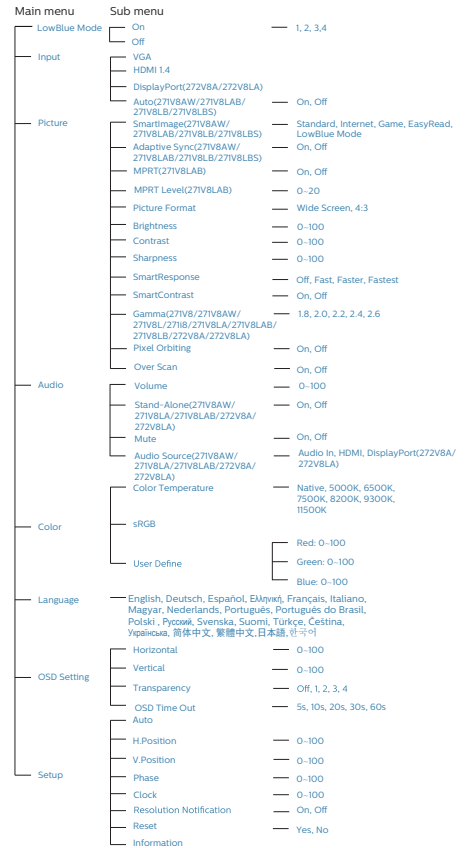 Main menu Sub menu
LowBlue Mode On 1, 2, 3,4
Off
Input VGA
HDMI 1.4
DisplayPort(272V8A/272V8LA)
Auto(271V8AW/271V8LAB/ On, Off
271V8LB/271V8LBS)
Picture SmartImage(271V8AW/ Standard, Internet, Game, EasyRead,
271V8LAB/271V8LB/271V8LBS) LowBlue Mode
Adaptive Sync(271V8AW/ On, Off
271V8LAB/271V8LB/271V8LBS)
MPRT(271V8LAB) On, Off
MPRT Level(271V8LAB) 0~20
Picture Format Wide Screen, 4:3
Brightness 0~100
Contrast 0~100
Sharpness 0~100
SmartResponse Off, Fast, Faster, Fastest
SmartContrast On, Off
Gamma(271V8/271V8AW/ 1.8, 2.0, 2.2, 2.4, 2.6
271V8L/271i8/271V8LA/271V8LAB/
271V8LB/272V8A/272V8LA)
Pixel Orbiting On, Off
Over Scan On, Off
Audio Volume 0~100
Stand-Alone(271V8AW/ On, Off
271V8LA/271V8LAB/272V8A/
272V8LA)
Mute On, Off
Audio Source(271V8AW/ Audio In, HDMI, DisplayPort(272V8A/
271V8LA/271V8LAB/272V8A/ 272V8LA)
272V8LA)
Color Temperature Native, 5000K, 6500K,
7500K, 8200K, 9300K,
11500K
Color sRGB
Red: 0~100
User Define Green: 0~100
Blue: 0~100
Language English, Deutsch, Español, Ελληνική, Français, Italiano,
Magyar, Nederlands, Português, Português do Brasil,
Polski , Русский, Svenska, Suomi, Türkçe, Čeština,
Українська, 简体中文, 繁體中文,日本語,한국어
Horizontal 0~100
Vertical 0~100
OSD Setting Transparency Off, 1, 2, 3, 4
OSD Time Out 5s, 10s, 20s, 30s, 60s
Auto
H.Position 0~100
V.Position 0~100
Setup Phase 0~100
Clock 0~100
Resolution Notification On, Off
Reset Yes, No
Information